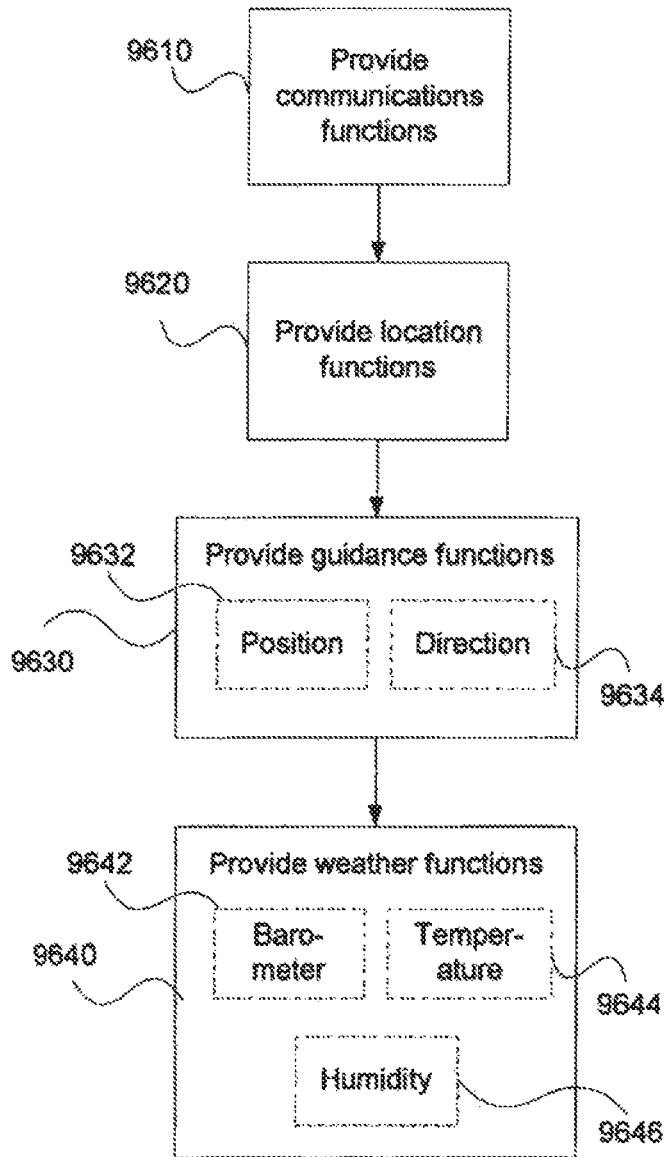 9610
Provide
communications
functions
9620
Provide location
functions
9632
Provide guidance functions
Position
Direction
9630
9634
9642
Provide weather functions
Baro-
meter
Temper-
ature
9640
9644
Humidity
9646